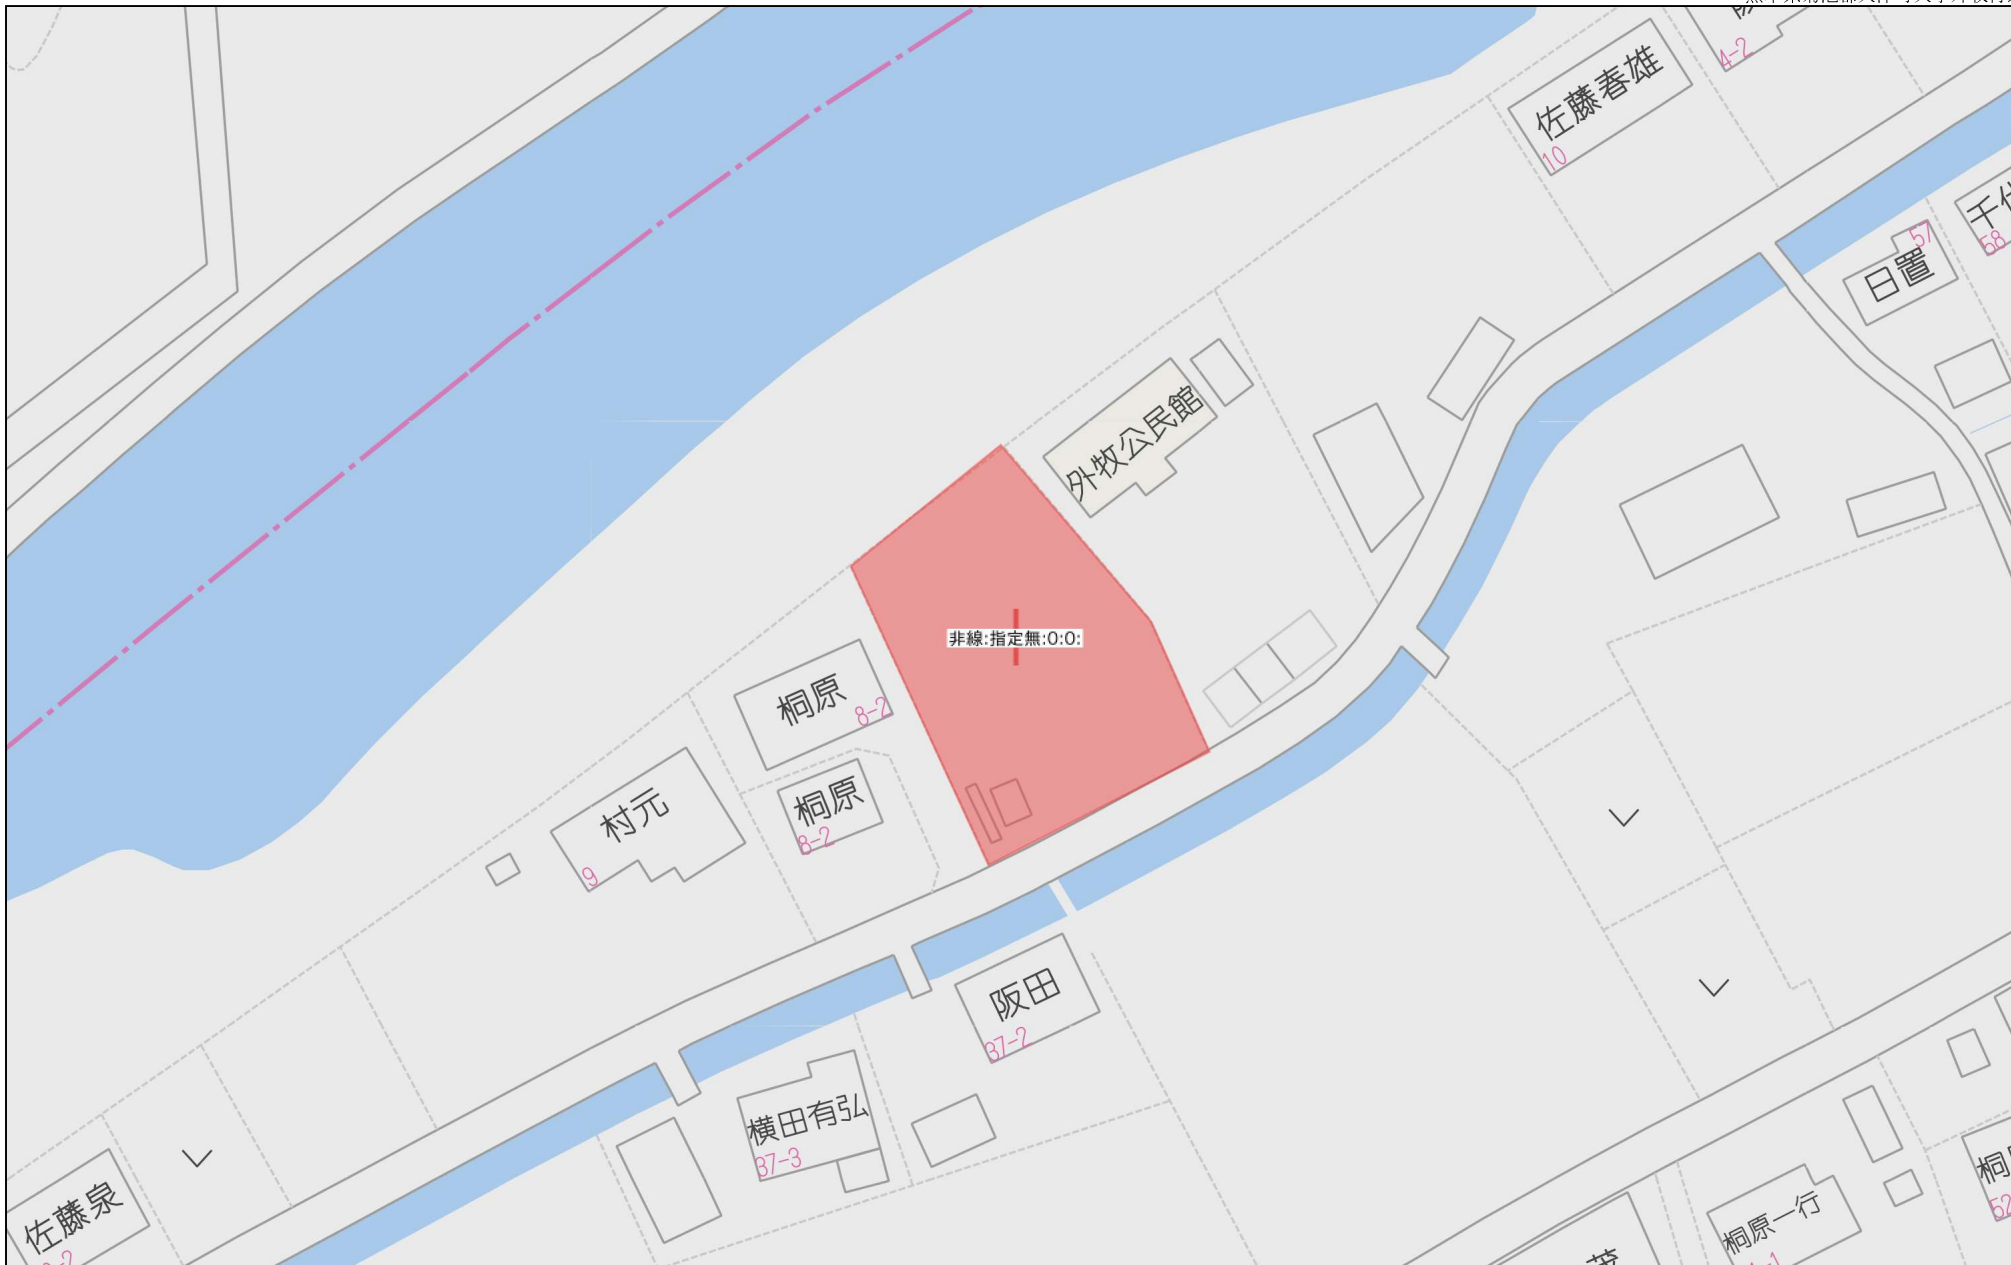 佐藤春雄
10
4-2
57
日置
58
外牧公民館
非線:指定無:0:0:
桐原
8-2
桐原
8-2
村元
9
阪田
37-2
横田有弘
37-3
佐藤泉
桐原一行
52